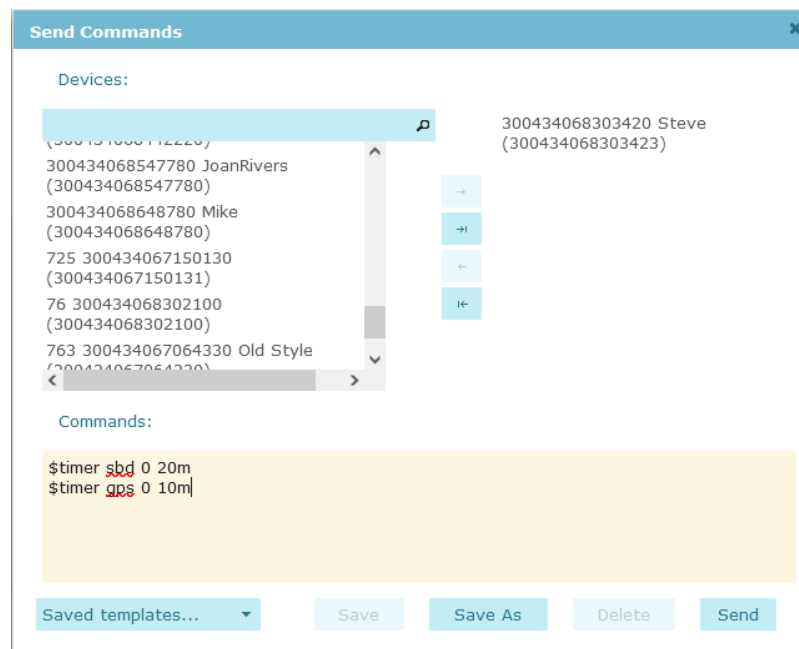 Send Commands
Devices:
300434068303420 Steve
(300434068303423)
300434068547780 JoanRivers
(300434068547780)
300434068648780 Mike
(300434068648780)
725 300434067150130
(300434067150131)
76 300434068302100
(300434068302100)
763 300434067064330 Old Style
Commands:
$timer sbd 0 20m
$timer gps 0 10m
Saved templates...
Save
Save As
Delete
Send